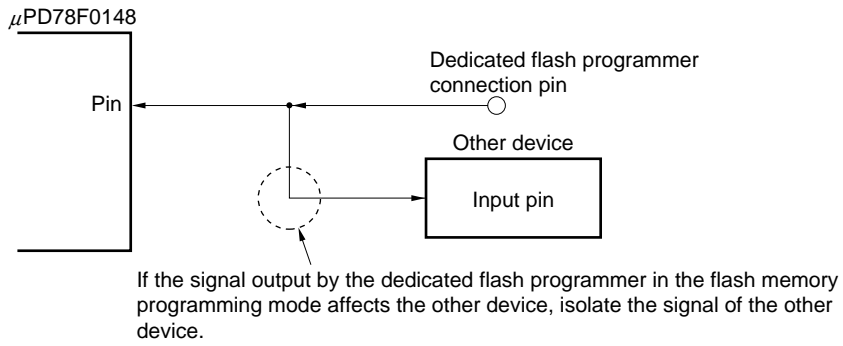 μPD78F0148
Dedicated flash programmer
connection pin
Pin
Other device
Input pin
If the signal output by the dedicated flash programmer in the flash memory
programming mode affects the other device, isolate the signal of the other
device.